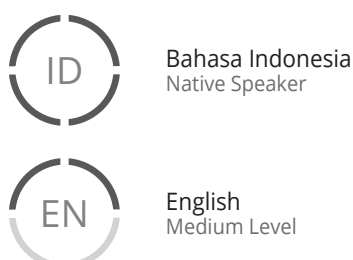 ID
Bahasa Indonesia
Native Speaker
EN
English
Medium Level